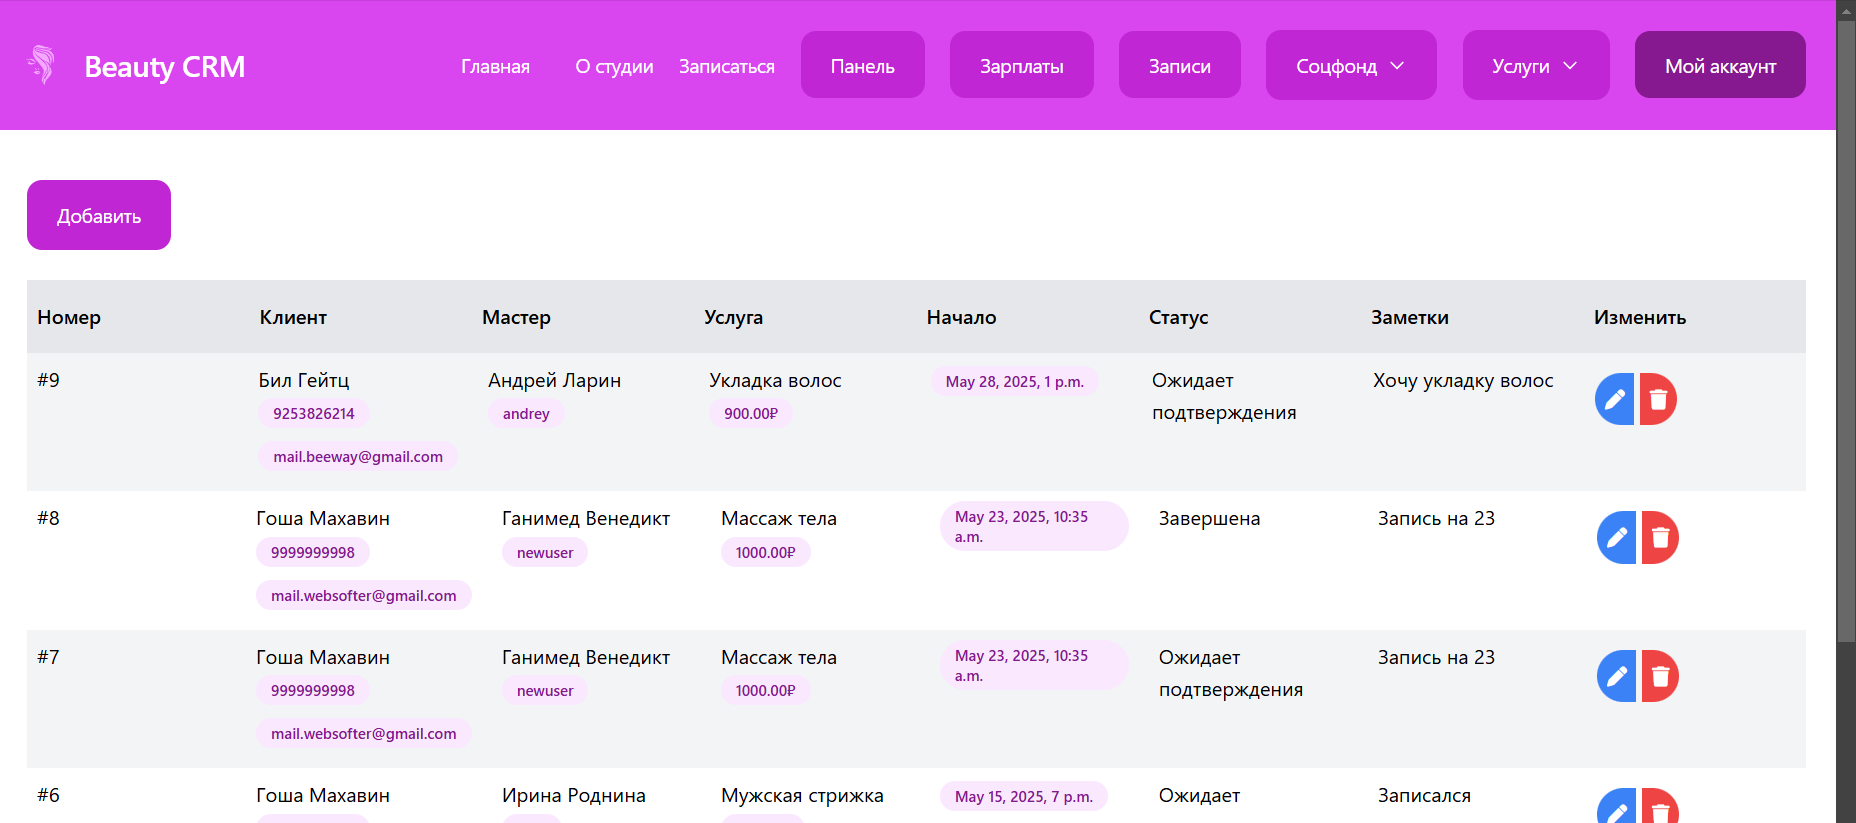 Beauty CRM
Главная
О студии
Записаться
Панель
Зарплаты
Записи
Соцфонд
Услуги
Мой аккаунт
Добавить
Номер Клиент Мастер Услуга Начало Статус Заметки Изменить
#9 Бил Гейтц Андрей Ларин Укладка волос May 28, 2025, 1 p.m. Ожидает Хочу укладку волос
9253826214 andrey 900.00₽ подтверждения
mail.beeway@gmail.com
#8 Гоша Махавин Ганимед Венедикт Массаж тела May 23, 2025, 10:35 Завершена Запись на 23
9999999998 newuser 1000.00₽ a.m.
mail.websofter@gmail.com
#7 Гоша Махавин Ганимед Венедикт Массаж тела May 23, 2025, 10:35 Ожидает Запись на 23
9999999998 newuser 1000.00₽ a.m. подтверждения
mail.websofter@gmail.com
#6 Гоша Махавин Ирина Роднина Мужская стрижка May 15, 2025, 7 p.m. Ожидает Записался